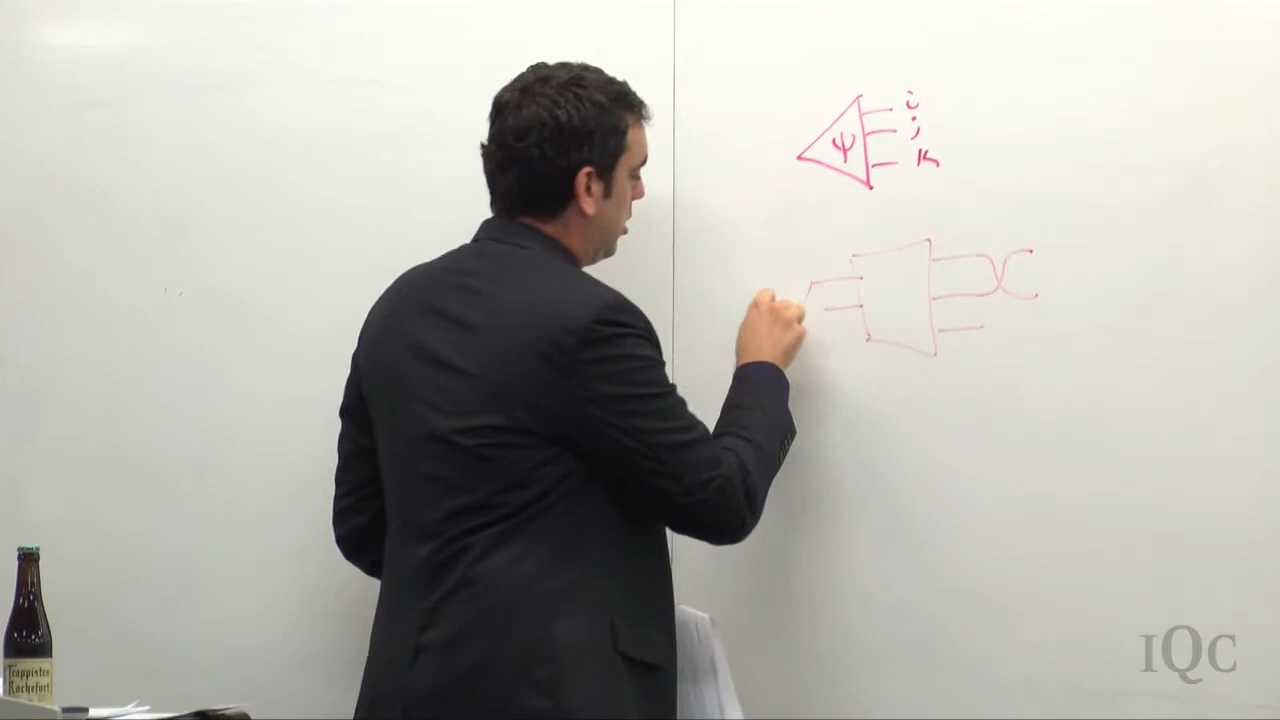 i
ψ j
k
Trappistes
Rochefort
IQC